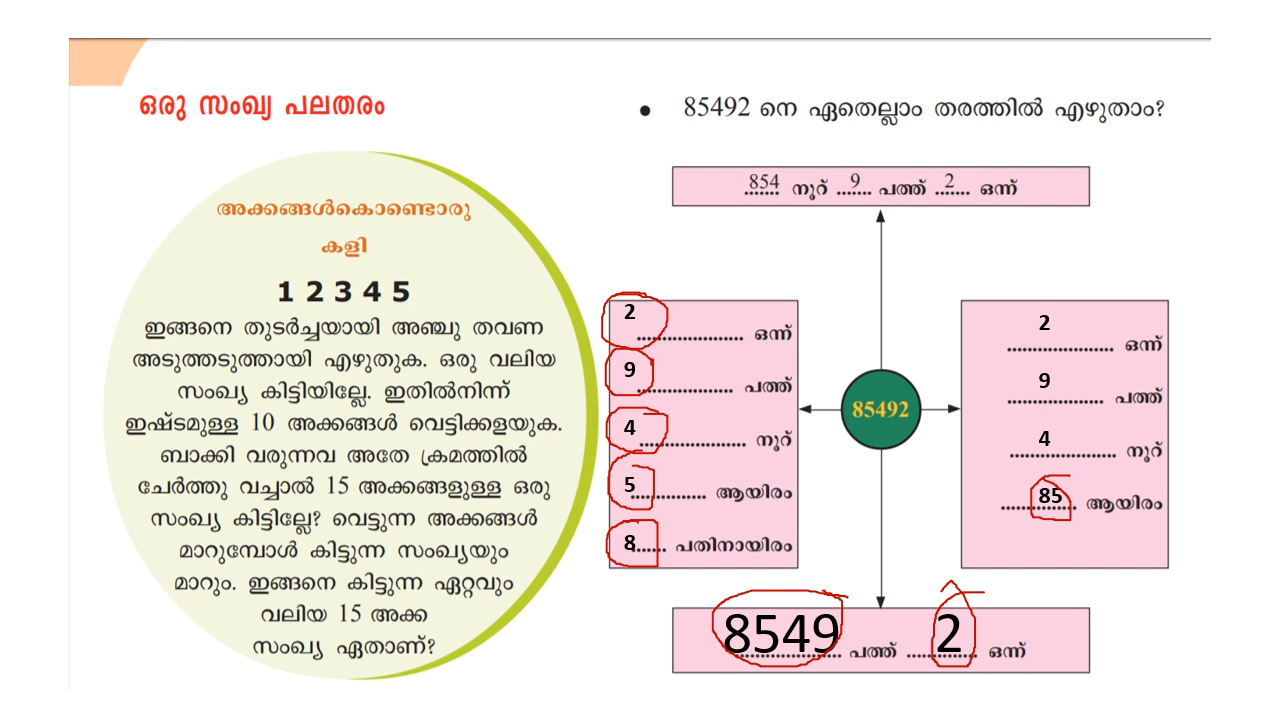 ഒരു സംഖ്യ പലതരം
അക്കങ്ങൾകൊണ്ടൊരു
കളി
1 2 3 4 5
ഇങ്ങനെ തുടർച്ചയായി അഞ്ചു തവണ
അടുത്തടുത്തായി എഴുതുക. ഒരു വലിയ
സംഖ്യ കിട്ടിയില്ലേ. ഇതിൽനിന്ന്
ഇഷ്ടമുള്ള 10 അക്കങ്ങൾ വെട്ടിക്കളയുക.
ബാക്കി വരുന്നവ അതേ ക്രമത്തിൽ
ചേർത്തു വച്ചാൽ 15 അക്കങ്ങളുള്ള ഒരു
സംഖ്യ കിട്ടില്ലേ? വെട്ടുന്ന അക്കങ്ങൾ
മാറുമ്പോൾ കിട്ടുന്ന സംഖ്യയും
മാറും. ഇങ്ങനെ കിട്ടുന്ന ഏറ്റവും
വലിയ 15 അക്ക
സംഖ്യ ഏതാണ്?
• 85492 നെ ഏതെല്ലാം തരത്തിൽ എഴുതാം?
854 നൂറ് 9 പത്ത് 2 ഒന്ന്
2 ഒന്ന്
9 പത്ത്
4 നൂറ്
5 ആയിരം
8 പതിനായിരം
85492
2 ഒന്ന്
9 പത്ത്
4 നൂറ്
85 ആയിരം
8549 പത്ത് 2 ഒന്ന്